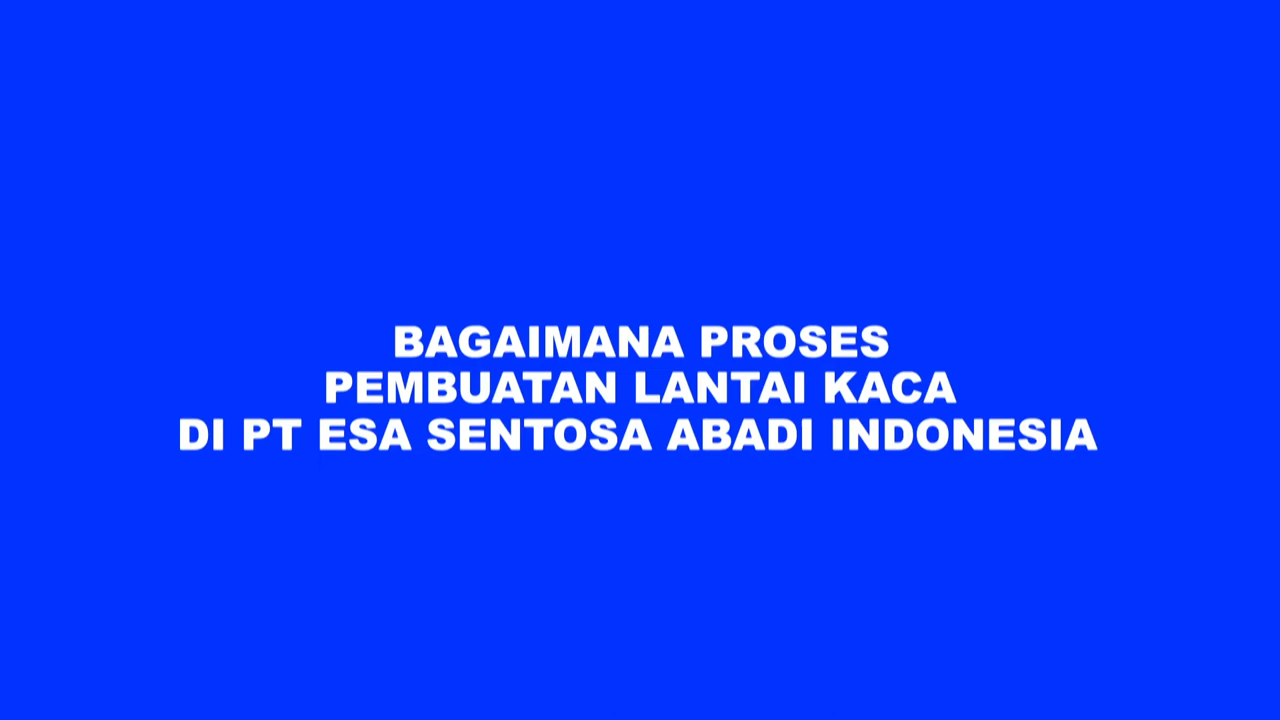 BAGAIMANA PROSES
PEMBUATAN LANTAI KACA
DI PT ESA SENTOSA ABADI INDONESIA